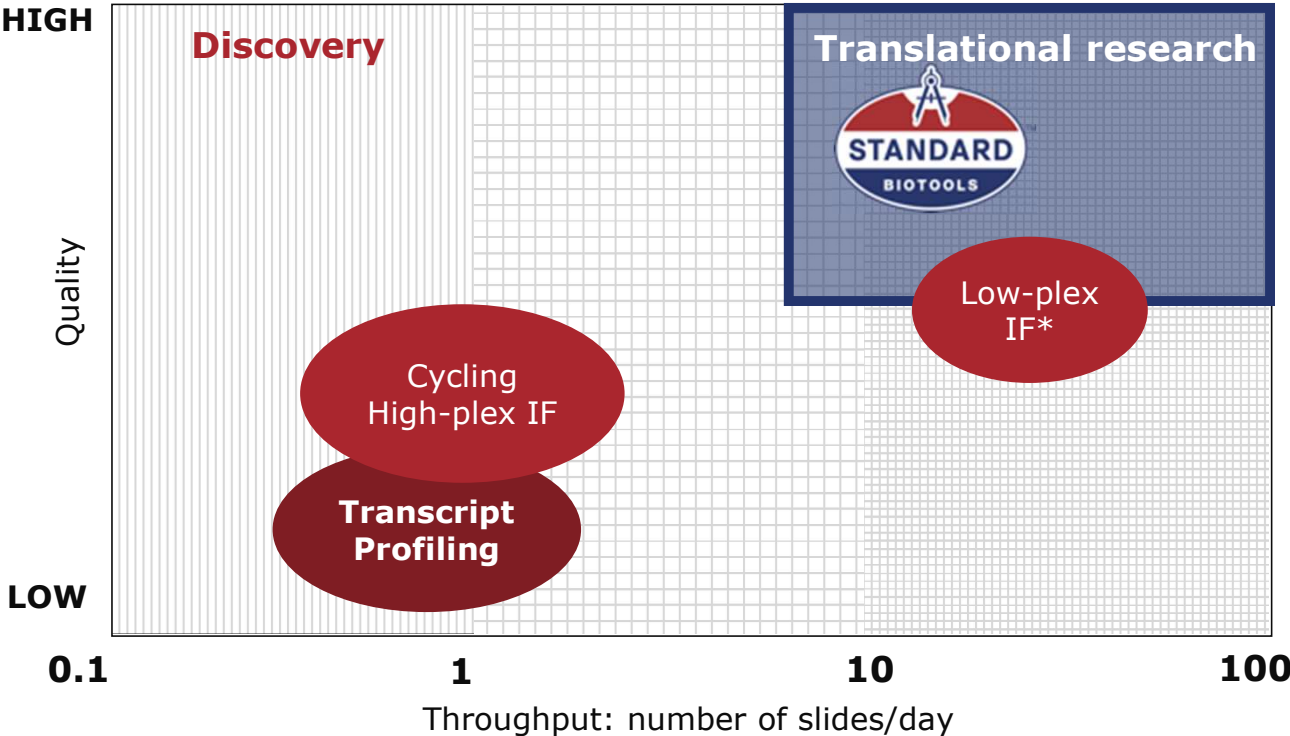 HIGH
Discovery
Translational research
STANDARD
BIOTOOLS
™
Quality
Low-plex
IF*
Cycling
High-plex IF
Transcript
Profiling
LOW
0.1
1
10
100
Throughput: number of slides/day